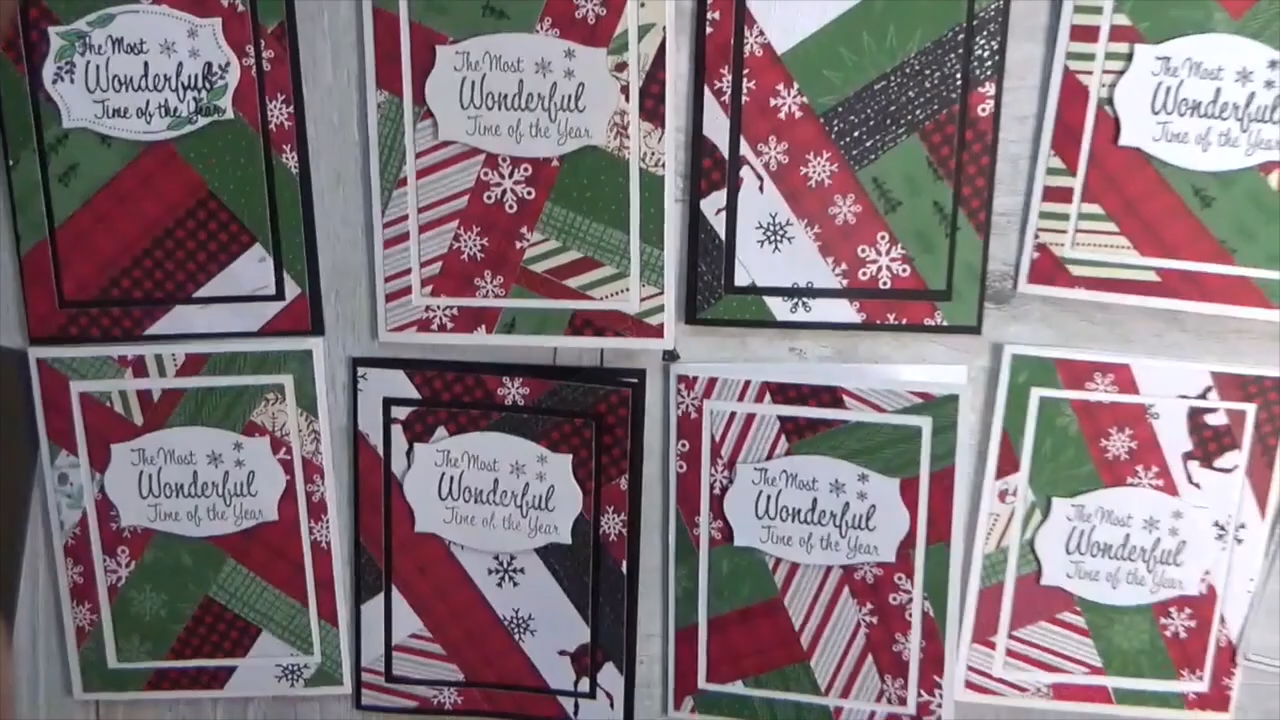 The Most
Wonderful
Time of the Year
The Most
Wonderful
Time of the Year
The Most
Wonderful
Time of the Year
The Most
Wonderful
Time of the Year
The Most
Wonderful
Time of the Year
The Most
Wonderful
Time of the Year
The Most
Wonderful
Time of the Year